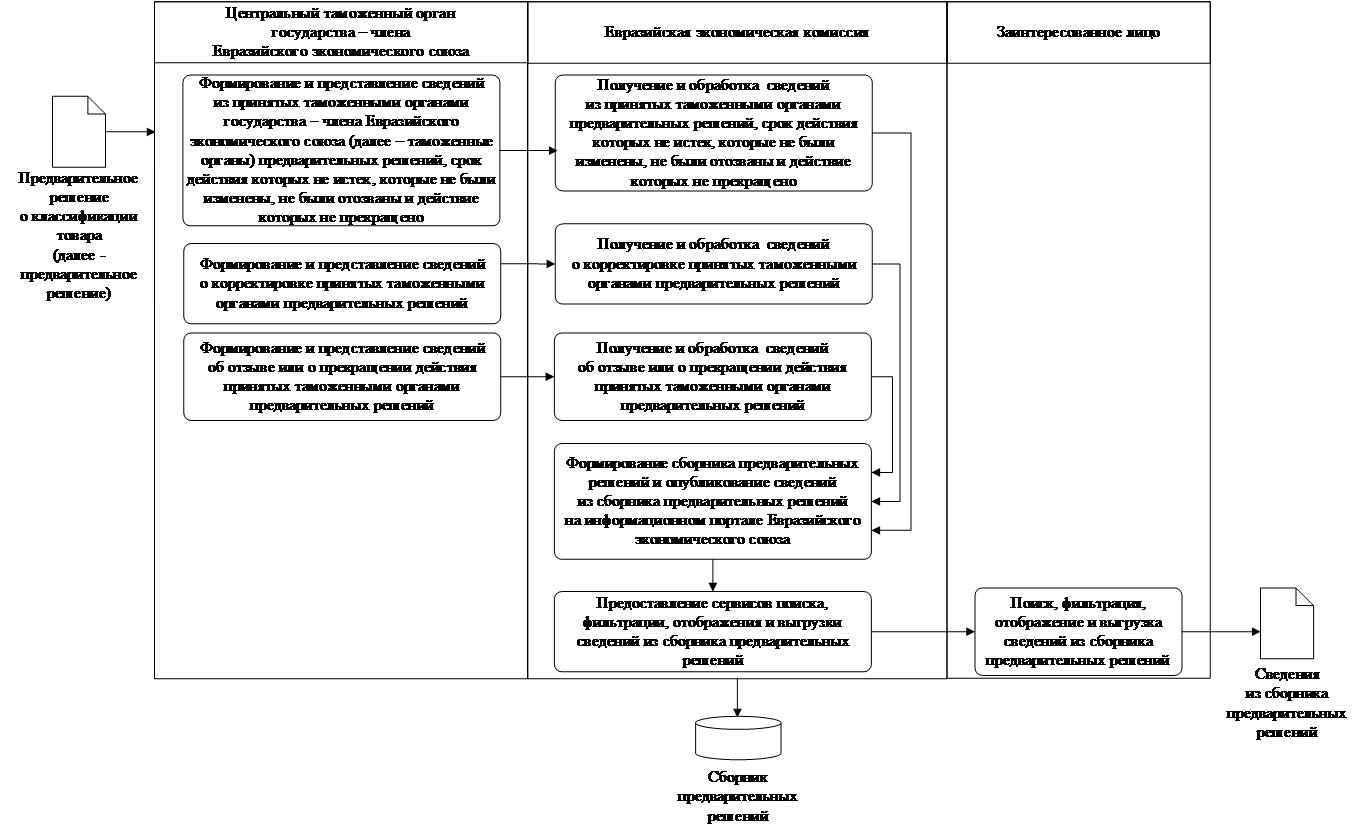 Центральный таможенный орган
государства – члена
Евразийского экономического союза
Евразийская экономическая комиссия
Заинтересованное лицо
Предварительное
решение
о классификации
товара
(далее -
предварительное
решение)
Формирование и представление сведений
из принятых таможенными органами
государства – члена Евразийского
экономического союза (далее – таможенные
органы) предварительных решений, срок
действия которых не истек, которые не были
изменены, не были отозваны и действие
которых не прекращено
Получение и обработка сведений
из принятых таможенными органами
предварительных решений, срок действия
которых не истек, которые не были
изменены, не были отозваны и действие
которых не прекращено
Формирование и представление сведений
о корректировке принятых таможенными
органами предварительных решений
Получение и обработка сведений
о корректировке принятых таможенными
органами предварительных решений
Формирование и представление сведений
об отзыве или о прекращении действия
принятых таможенными органами
предварительных решений
Получение и обработка сведений
об отзыве или о прекращении действия
принятых таможенными органами
предварительных решений
Формирование сборника предварительных
решений и опубликование сведений
из сборника предварительных решений
на информационном портале Евразийского
экономического союза
Предоставление сервисов поиска,
фильтрации, отображения и выгрузки
сведений из сборника предварительных
решений
Поиск, фильтрация,
отображение и выгрузка
сведений из сборника
предварительных решений
Сведения
из сборника
предварительных
решений
Сборник
предварительных
решений